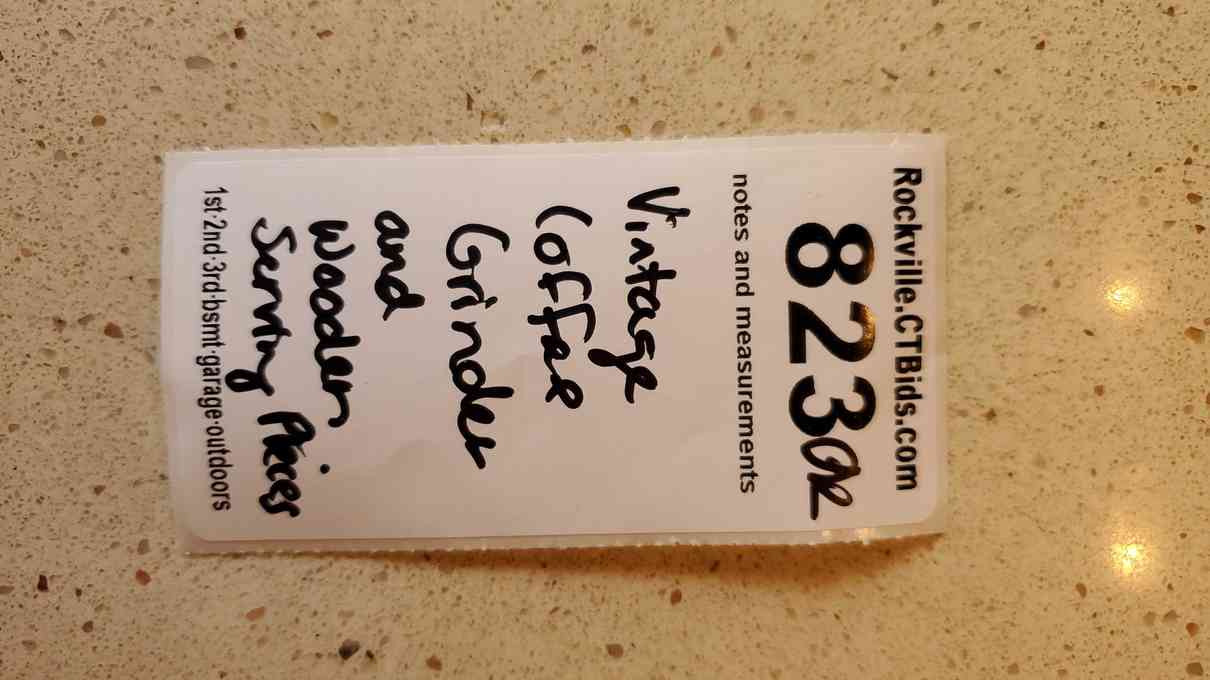 Rockville.CTBids.com
823 GR
notes and measurements
Vintage
Coffee
Grinder
and
Wooden
Serving Pieces
1st·2nd·3rd·bsmt·garage·outdoors